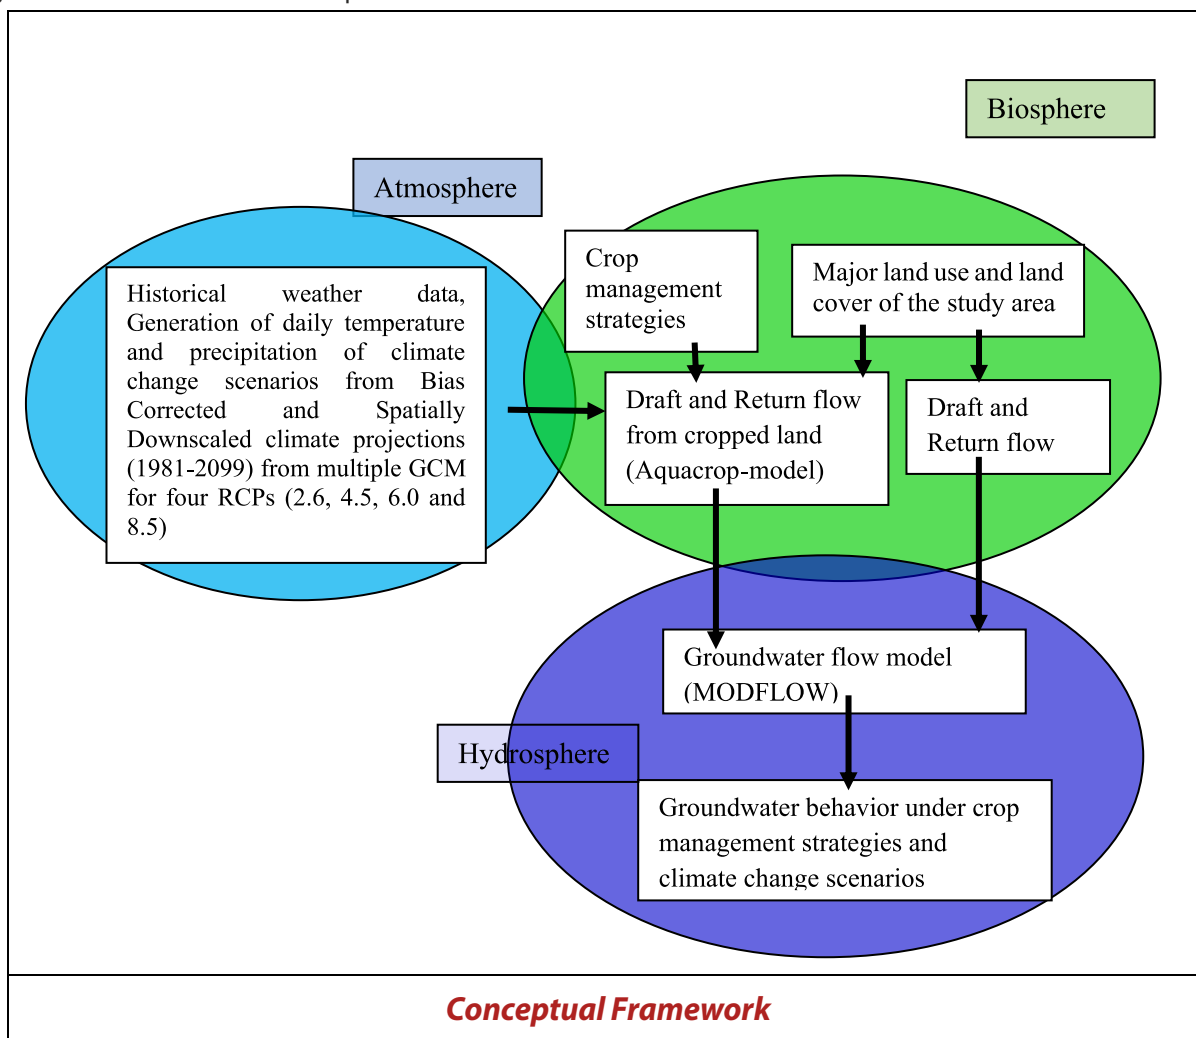 Biosphere
Atmosphere
Historical weather data,
Generation of daily temperature
and precipitation of climate
change scenarios from Bias
Corrected and Spatially
Downscaled climate projections
(1981-2099) from multiple GCM
for four RCPs (2.6, 4.5, 6.0 and
8.5)
Crop
management
strategies
Major land use and land
cover of the study area
Draft and Return flow
from cropped land
(Aquacrop-model)
Draft and
Return flow
Groundwater flow model
(MODFLOW)
Hydrosphere
Groundwater behavior under crop
management strategies and
climate change scenarios
Conceptual Framework